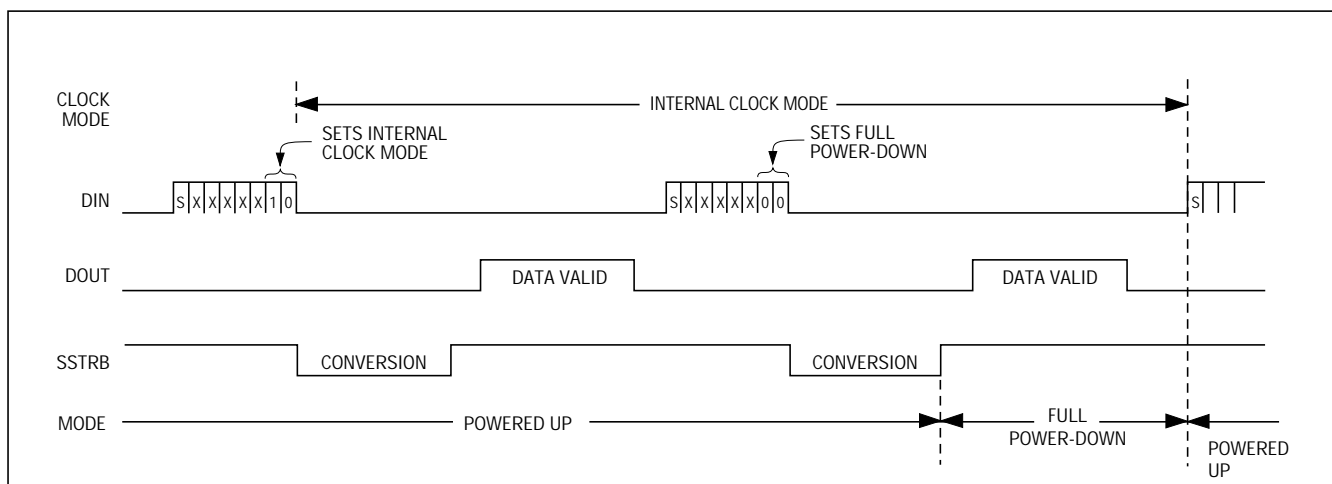 CLOCK
MODE
INTERNAL CLOCK MODE
SETS INTERNAL
CLOCK MODE
SETS FULL
POWER-DOWN
DIN
S X X X X X 1 0
S X X X X X 0 0
S
DOUT
DATA VALID
DATA VALID
SSTRB
CONVERSION
CONVERSION
MODE
POWERED UP
FULL
POWER-DOWN
POWERED
UP